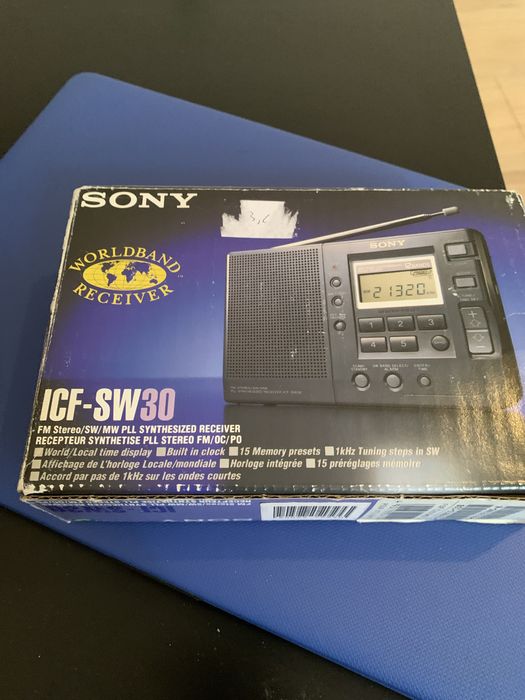 SONY
WORLDBAND
RECEIVER
SONY
21320
1 2 3
4 5
ICF-SW30
FM Stereo/SW/MW PLL SYNTHESIZED RECEIVER
RECEPTEUR SYNTHETISE PLL STEREO FM/OC/PO
World/Local time display Built in clock 15 Memory presets 1kHz Tuning steps in SW
Affichage de L'horloge Locale/mondiale Horloge intégrée 15 préréglages mémoire
Accord par pas de 1kHz sur les ondes courtes